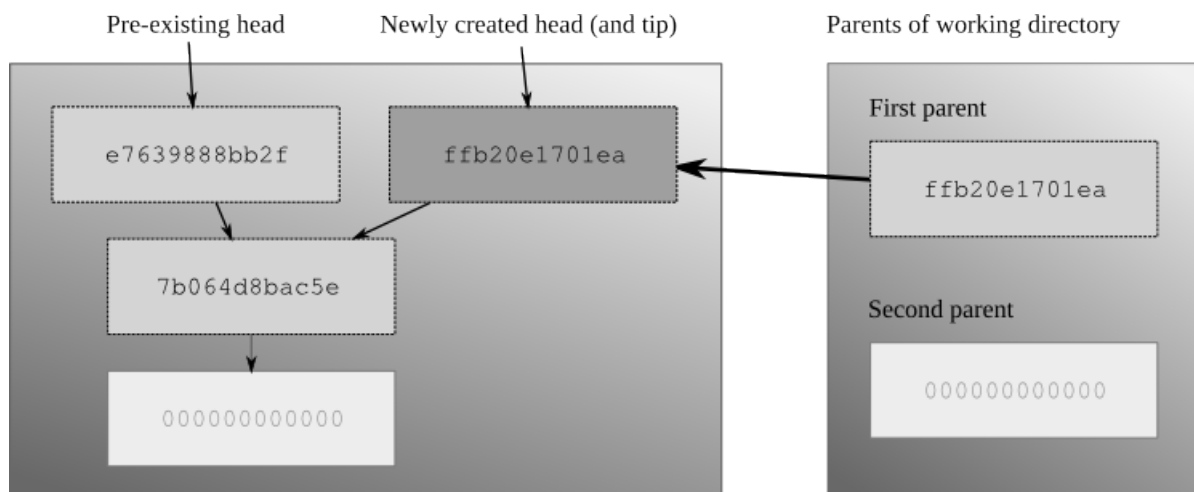 Pre-existing head
Newly created head (and tip)
Parents of working directory
First parent
e7639888bb2f
ffb20e1701ea
ffb20e1701ea
7b064d8bac5e
Second parent
000000000000
000000000000